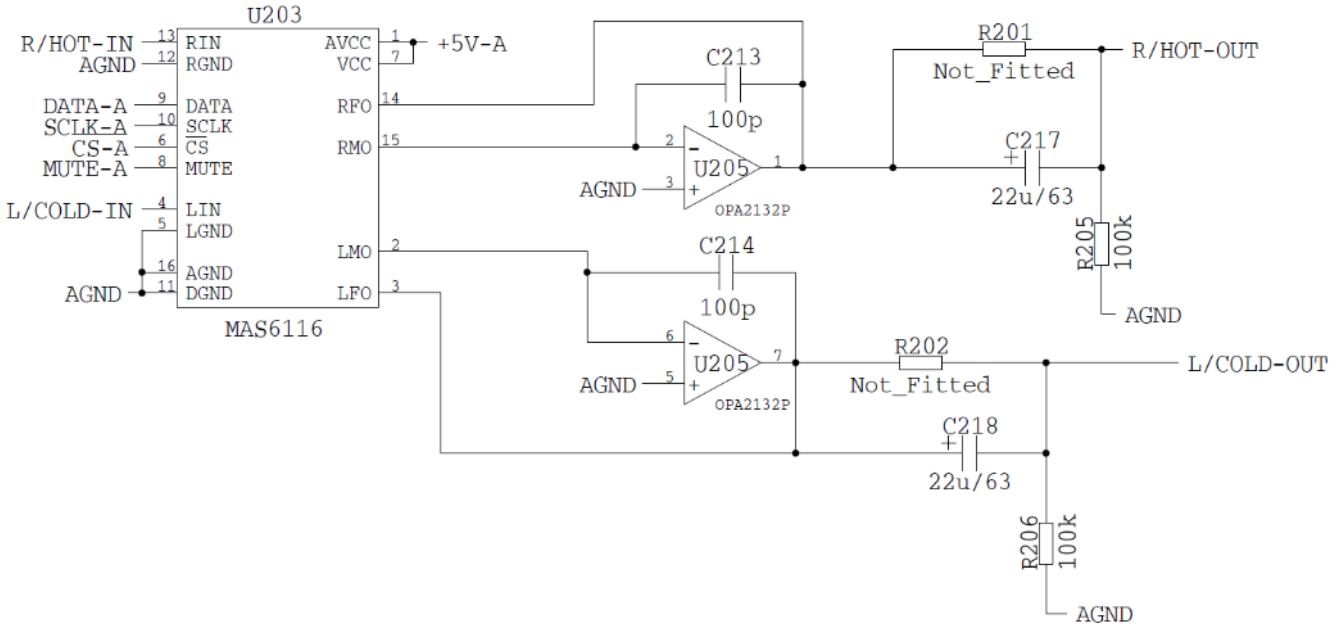 U203
R/HOT-IN 13 RIN AVCC 1 +5V-A
AGND 12 RGND VCC 7
DATA-A 9 DATA RFO 14
SCLK-A 10 SCLK
CS-A 6 CS RMO 15
MUTE-A 8 MUTE
L/COLD-IN 4 LIN
5 LGND LMO 2
16 AGND
AGND 11 DGND LFO 3
MAS6116
C213
100p
2 -
U205 1
AGND 3 +
OPA2132P
R201
Not_Fitted
R/HOT-OUT
+ C217
22u/63
R205
100k
AGND
C214
100p
6 -
U205 7
AGND 5 +
OPA2132P
R202
Not_Fitted
L/COLD-OUT
C218
+
22u/63
R206
100k
AGND